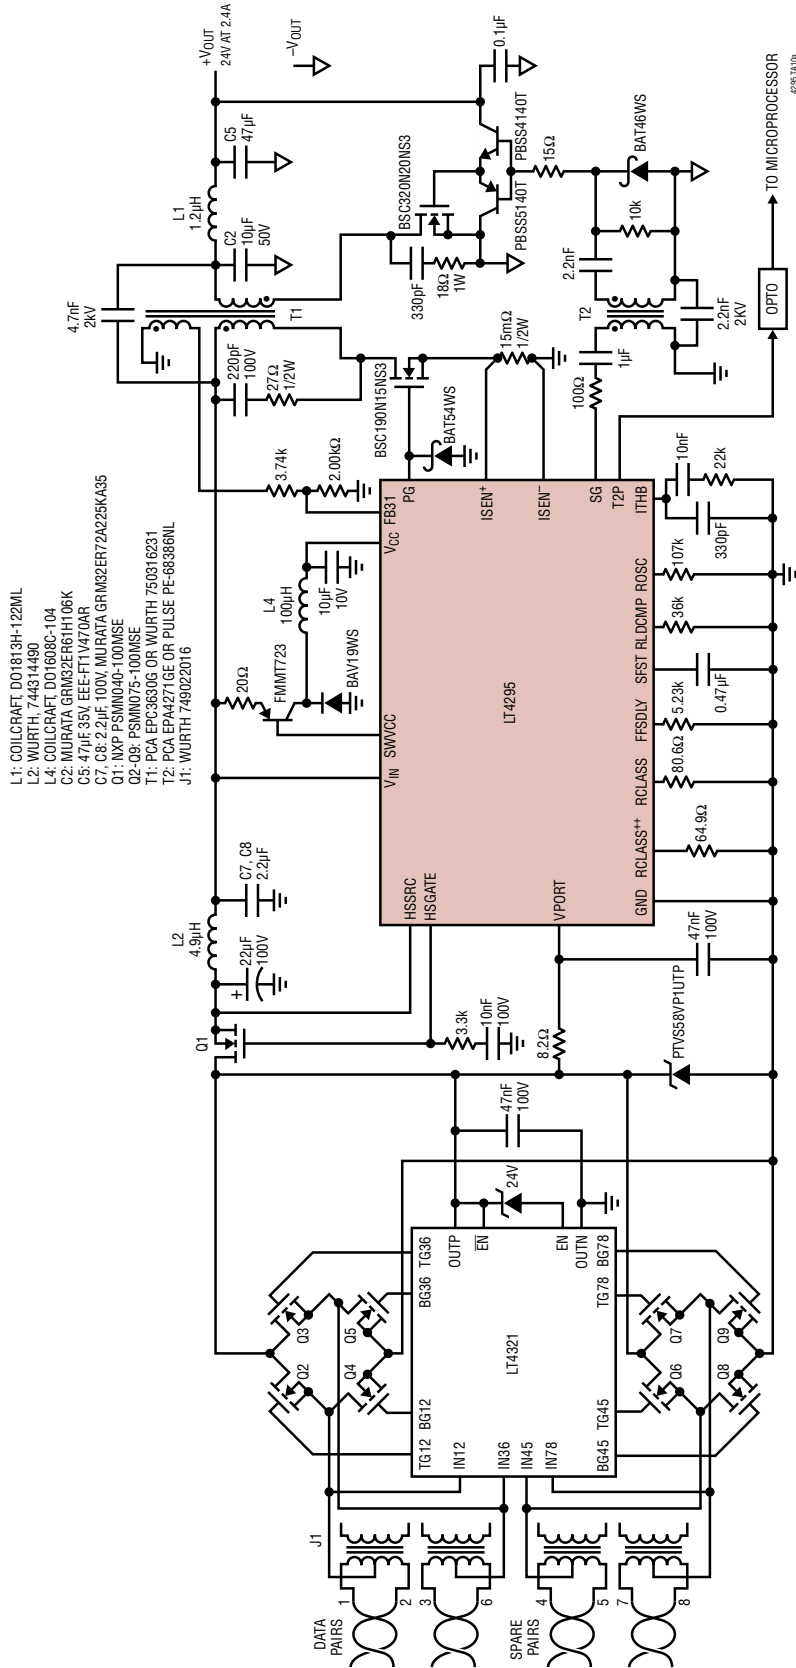 L1: COILCRAFT, DO1813H-122ML
L2: WURTH, 744314490
L4: COILCRAFT, DO1608C-104
C2: MURATA GRM32ER61H106K
C5: 47µF, 35V, EEE-FT1V470AR
C7, C8: 2.2µF, 100V, MURATA GRM32ER72A225KA35
Q1: NXP PSMN040-100MSE
Q2-Q9: PSMN075-100MSE
T1: PCA EPC3630G OR WURTH 750316231
T2: PCA EPA4271GE OR PULSE PE-68386NL
J1: WURTH 749022016
DATA
PAIRS
1
2
3
6
SPARE
PAIRS
4
5
7
8
J1
Q2
Q3
Q4
Q5
TG12
BG12
BG36
TG36
IN12
IN36
IN45
IN78
LT4321
OUTP
EN
EN
OUTN
BG45
TG45
TG78
BG78
Q6
Q7
Q8
Q9
24V
47nF
100V
Q1
3.3k
10nF
100V
8.2Ω
PTVS58VP1UTP
47nF
100V
+
22µF
100V
L2
4.9µH
C7, C8
2.2µF
HSSRC
HSGATE
VPORT
LT4295
VIN
SWVCC
VCC
FB31
PG
ISEN+
ISEN–
SG
T2P
GND
RCLASS++
RCLASS
FFSDLY
SFST
RLDCMP
ROSC
ITHB
64.9Ω
80.6Ω
5.23k
0.47µF
36k
107k
330pF
10nF
22k
20Ω
FMMT723
BAV19WS
L4
100µH
10µF
10V
3.74k
2.00kΩ
4.7nF
2kV
220pF
100V
27Ω
1/2W
T1
BSC190N15NS3
BAT54WS
15mΩ
1/2W
100Ω
1µF
T2
2.2nF
2.2nF
2KV
10k
BAT46WS
15Ω
OPTO
TO MICROPROCESSOR
L1
1.2µH
C2
10µF
50V
C5
47µF
+VOUT
24V AT 2.4A
–VOUT
0.1µF
BSC320N20NS3
330pF
18Ω
1W
PBSS5140T
PBSS4140T
4295 TA10a